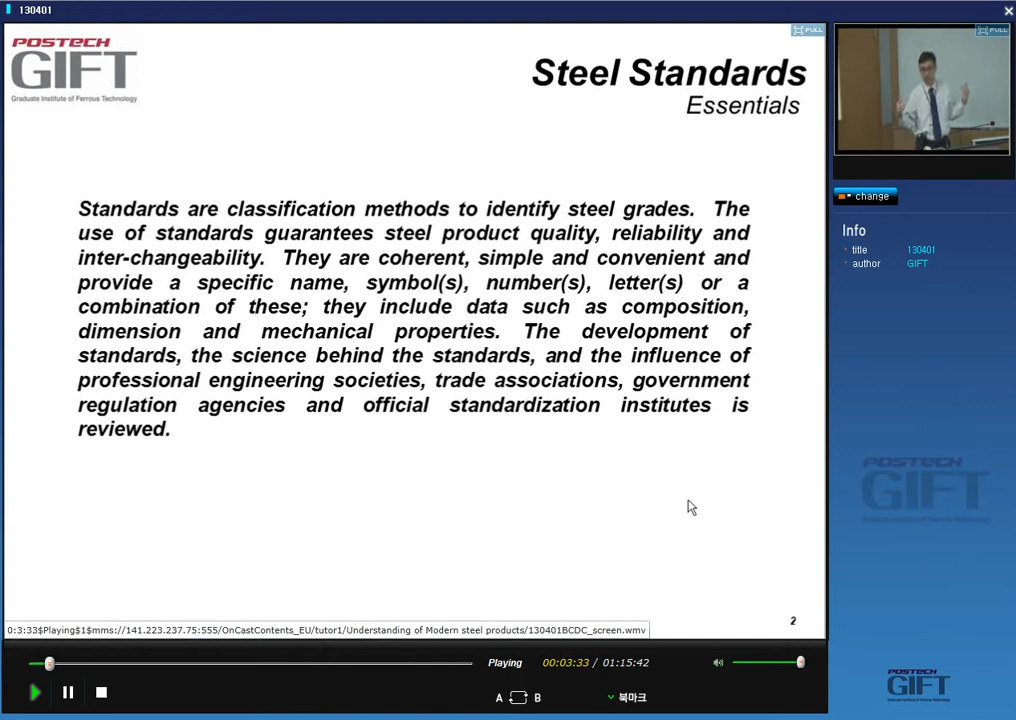 130401
POSTECH
GIFT
Graduate Institute of Ferrous Technology
FULL
Steel Standards
Essentials
Standards are classification methods to identify steel grades. The
use of standards guarantees steel product quality, reliability and
inter-changeability. They are coherent, simple and convenient and
provide a specific name, symbol(s), number(s), letter(s) or a
combination of these; they include data such as composition,
dimension and mechanical properties. The development of
standards, the science behind the standards, and the influence of
professional engineering societies, trade associations, government
regulation agencies and official standardization institutes is
reviewed.
2
0:3:33$Playing$1$mms://141.223.237.75:555/OnCastContents_EU/tutor1/Understanding of Modern steel products/130401BCDC_screen.wmv
Playing 00:03:33 / 01:15:42
A B 북마크
FULL
change
Info
title 130401
author GIFT
POSTECH
GIFT
POSTECH
GIFT